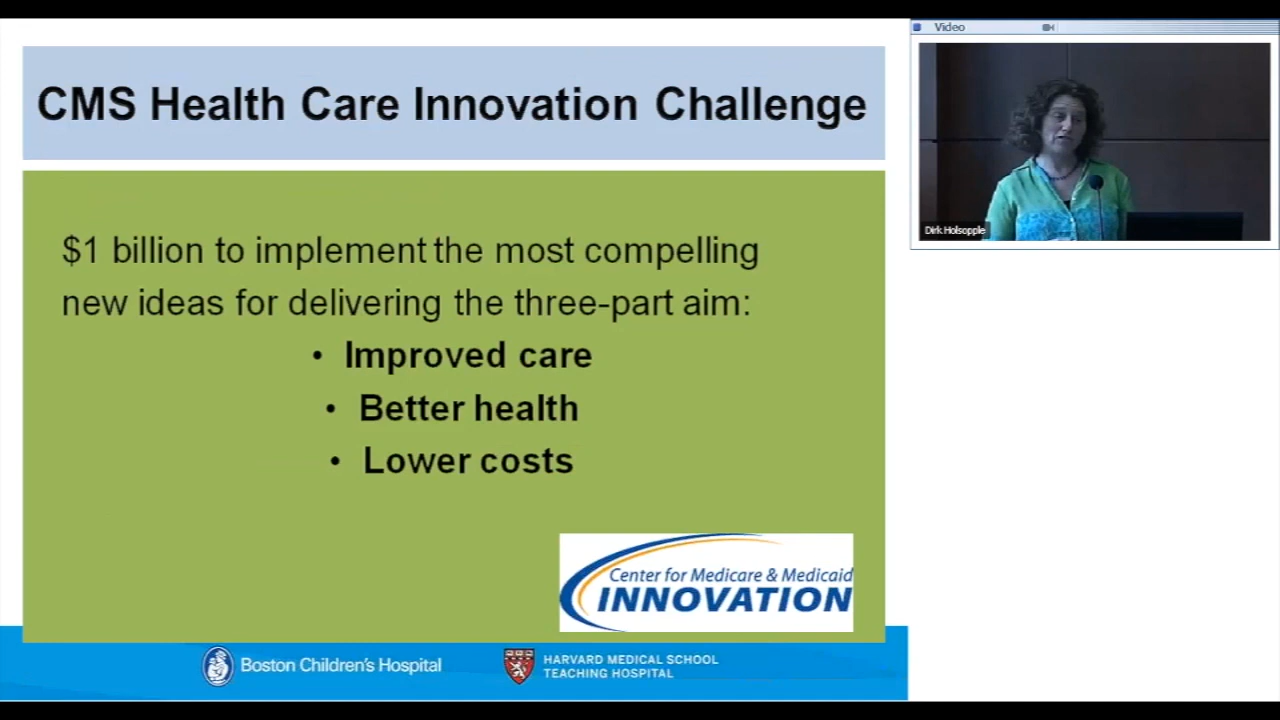 CMS Health Care Innovation Challenge
$1 billion to implement the most compelling
new ideas for delivering the three-part aim:
• Improved care
• Better health
• Lower costs
Center for Medicare & Medicaid
INNOVATION
Boston Children's Hospital
HARVARD MEDICAL SCHOOL
TEACHING HOSPITAL
Video
Dirk Holsopple